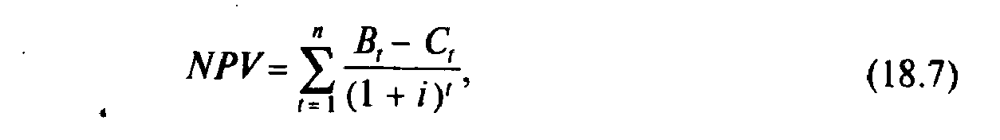 NPV = \sum_{t=1}^{n} \frac{B_t - C_t}{(1 + i)^t}, (18.7)